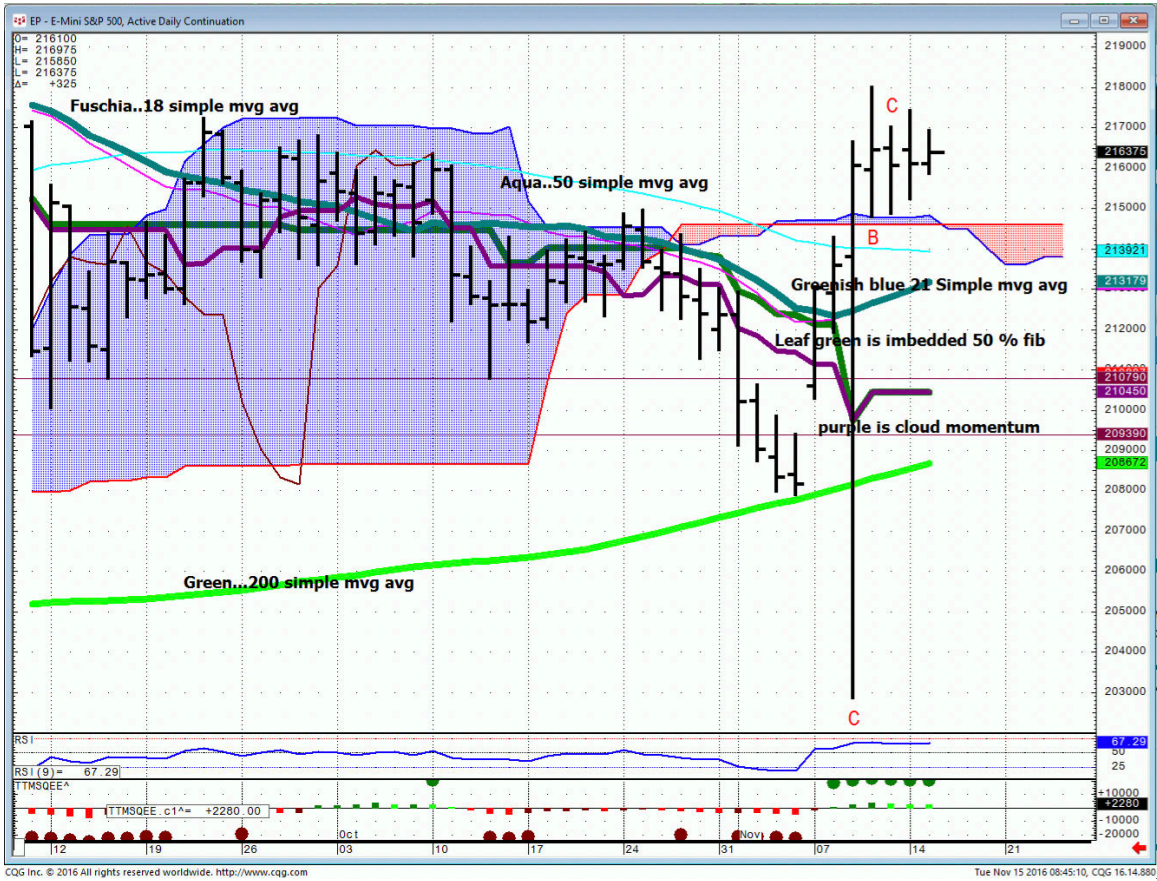 EP - E-Mini S&P 500, Active Daily Continuation
O= 216100
H= 216975
L= 215850
L= 216375
Δ= +325
Fuschia..18 simple mvg avg
Aqua..50 simple mvg avg
Greenish blue 21 Simple mvg avg
Leaf green is imbedded 50 % fib
purple is cloud momentum
Green...200 simple mvg avg
C
B
C
219000
218000
217000
216375
216000
215000
213921
213179
212000
210790
210450
210000
209390
209000
208672
208000
207000
206000
205000
204000
203000
RSI
67.29
50
25
RSI(9)= 67.29
TTMSQEE^
TTMSQEE.c1^= +2280.00
+10000
+2280
-10000
-20000
Oct
Nov
12
19
26
03
10
17
24
07
14
21
CQG Inc. © 2016 All rights reserved worldwide. http://www.cqg.com
Tue Nov 15 2016 08:45:10, CQG 16.14.880